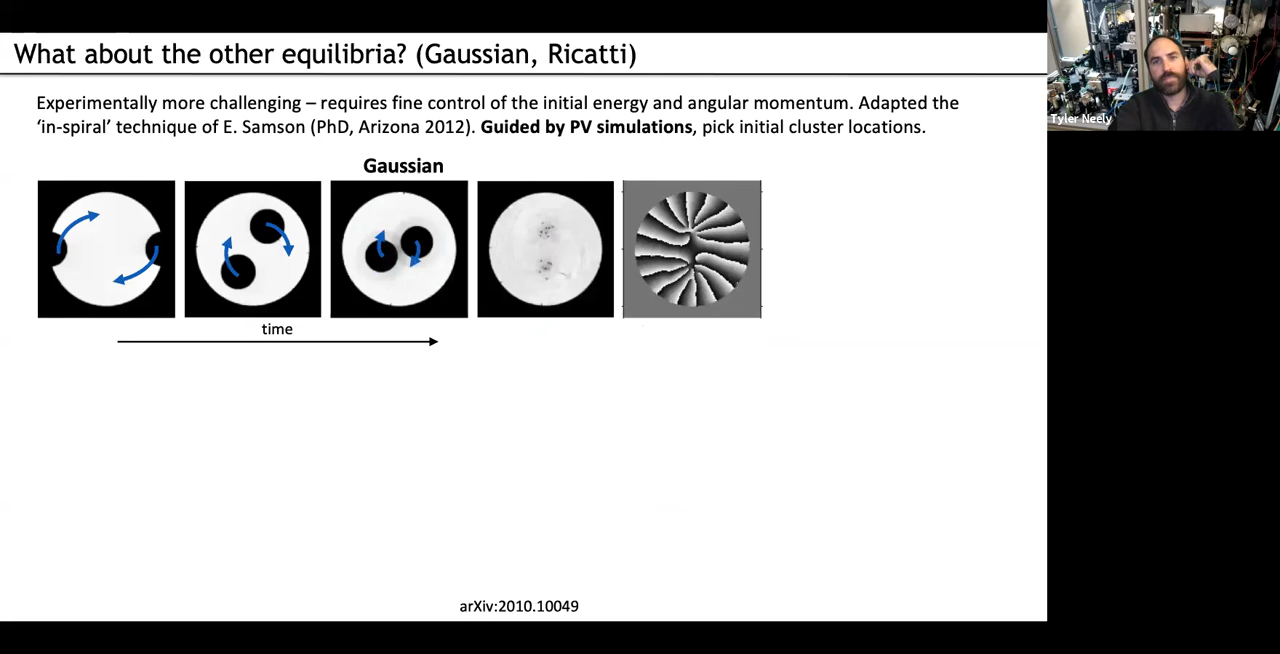 What about the other equilibria? (Gaussian, Ricatti)
Experimentally more challenging – requires fine control of the initial energy and angular momentum. Adapted the
‘in-spiral’ technique of E. Samson (PhD, Arizona 2012). Guided by PV simulations, pick initial cluster locations.
Gaussian
time
arXiv:2010.10049
Tyler Neely